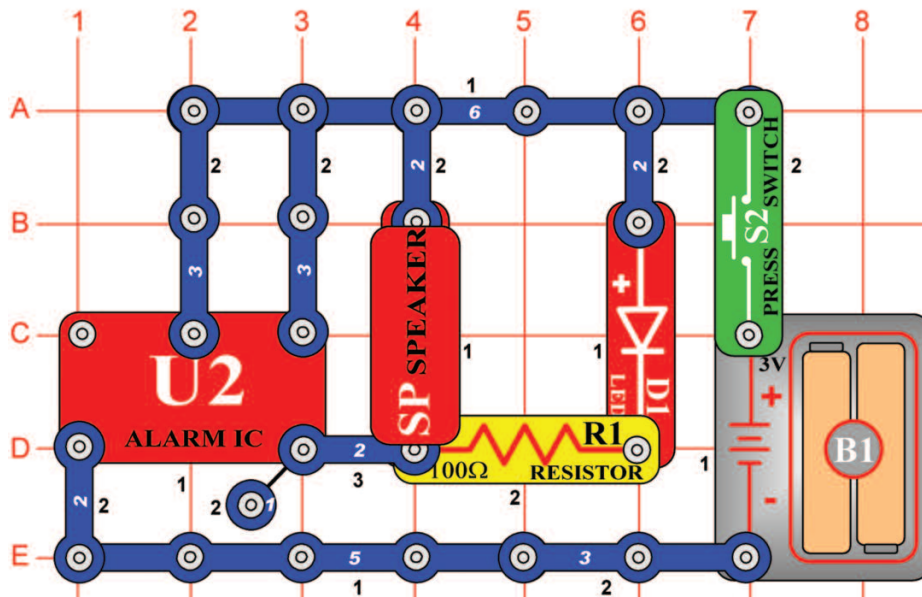 1 2 3 4 5 6 7 8
1
A 6
2 2 2 2 2 2
B
3 3
SWITCH
S2
PRESS
SPEAKER
SP
C
U2
ALARM IC
1 1
+
D1
LED
3V
+
B1
-
D 2
3
1
R1
100Ω RESISTOR
2
1
2 2
2 1
E 5 3
1 2